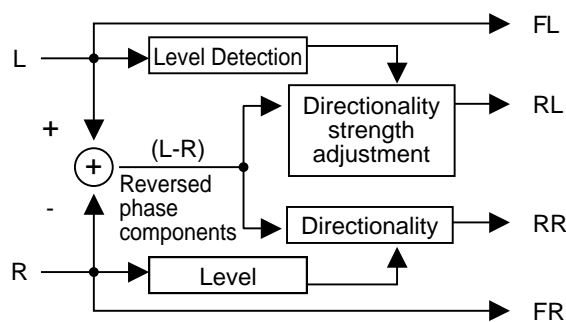 FL
L
Level Detection
RL
Directionality
strength
adjustment
+
(L-R)
+
Reversed
phase
components
-
Directionality
RR
R
Level
FR